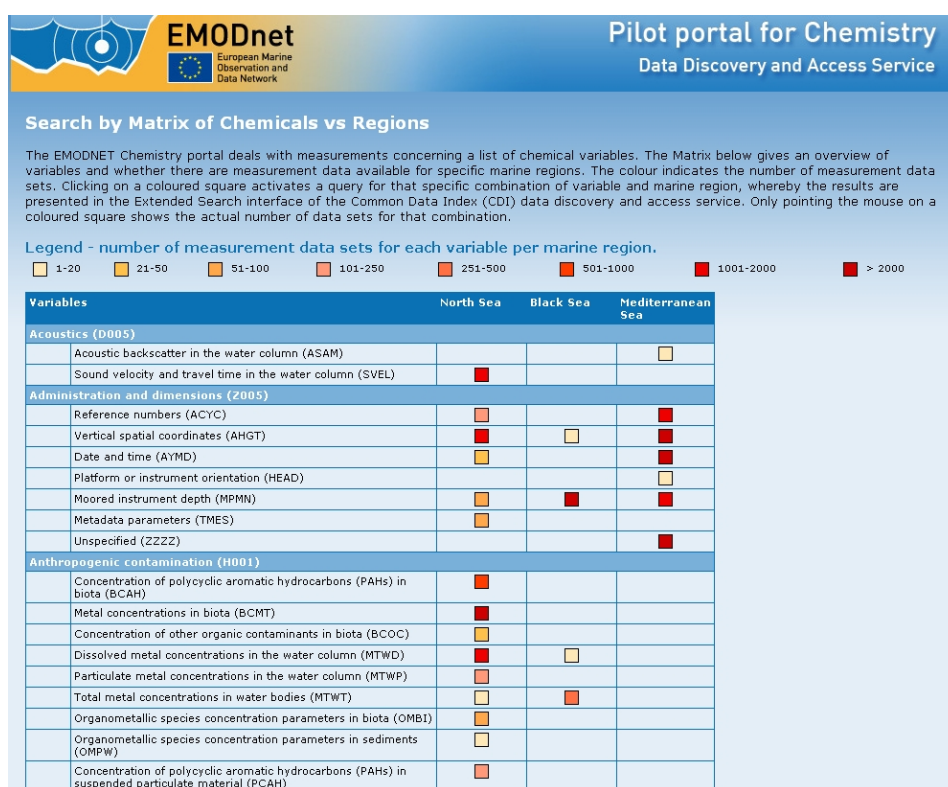 EMODnet
European Marine
Observation and
Data Network
Pilot portal for Chemistry
Data Discovery and Access Service
Search by Matrix of Chemicals vs Regions
The EMODNET Chemistry portal deals with measurements concerning a list of chemical variables. The Matrix below gives an overview of
variables and whether there are measurement data available for specific marine regions. The colour indicates the number of measurement data
sets. Clicking on a coloured square activates a query for that specific combination of variable and marine region, whereby the results are
presented in the Extended Search interface of the Common Data Index (CDI) data discovery and access service. Only pointing the mouse on a
coloured square shows the actual number of data sets for that combination.
Legend - number of measurement data sets for each variable per marine region.
1-20 21-50 51-100 101-250 251-500 501-1000 1001-2000 > 2000
Variables North Sea Black Sea Mediterranean
Sea
Acoustics (D005)
Acoustic backscatter in the water column (ASAM)
Sound velocity and travel time in the water column (SVEL)
Administration and dimensions (Z005)
Reference numbers (ACYC)
Vertical spatial coordinates (AHGT)
Date and time (AYMD)
Platform or instrument orientation (HEAD)
Moored instrument depth (MPMN)
Metadata parameters (TMES)
Unspecified (ZZZZ)
Anthropogenic contamination (H001)
Concentration of polycyclic aromatic hydrocarbons (PAHs) in
biota (BCAH)
Metal concentrations in biota (BCMT)
Concentration of other organic contaminants in biota (BCOC)
Dissolved metal concentrations in the water column (MTWD)
Particulate metal concentrations in the water column (MTWP)
Total metal concentrations in water bodies (MTWT)
Organometallic species concentration parameters in biota (OMBI)
Organometallic species concentration parameters in sediments
(OMPW)
Concentration of polycyclic aromatic hydrocarbons (PAHs) in
suspended particulate material (PCAH)